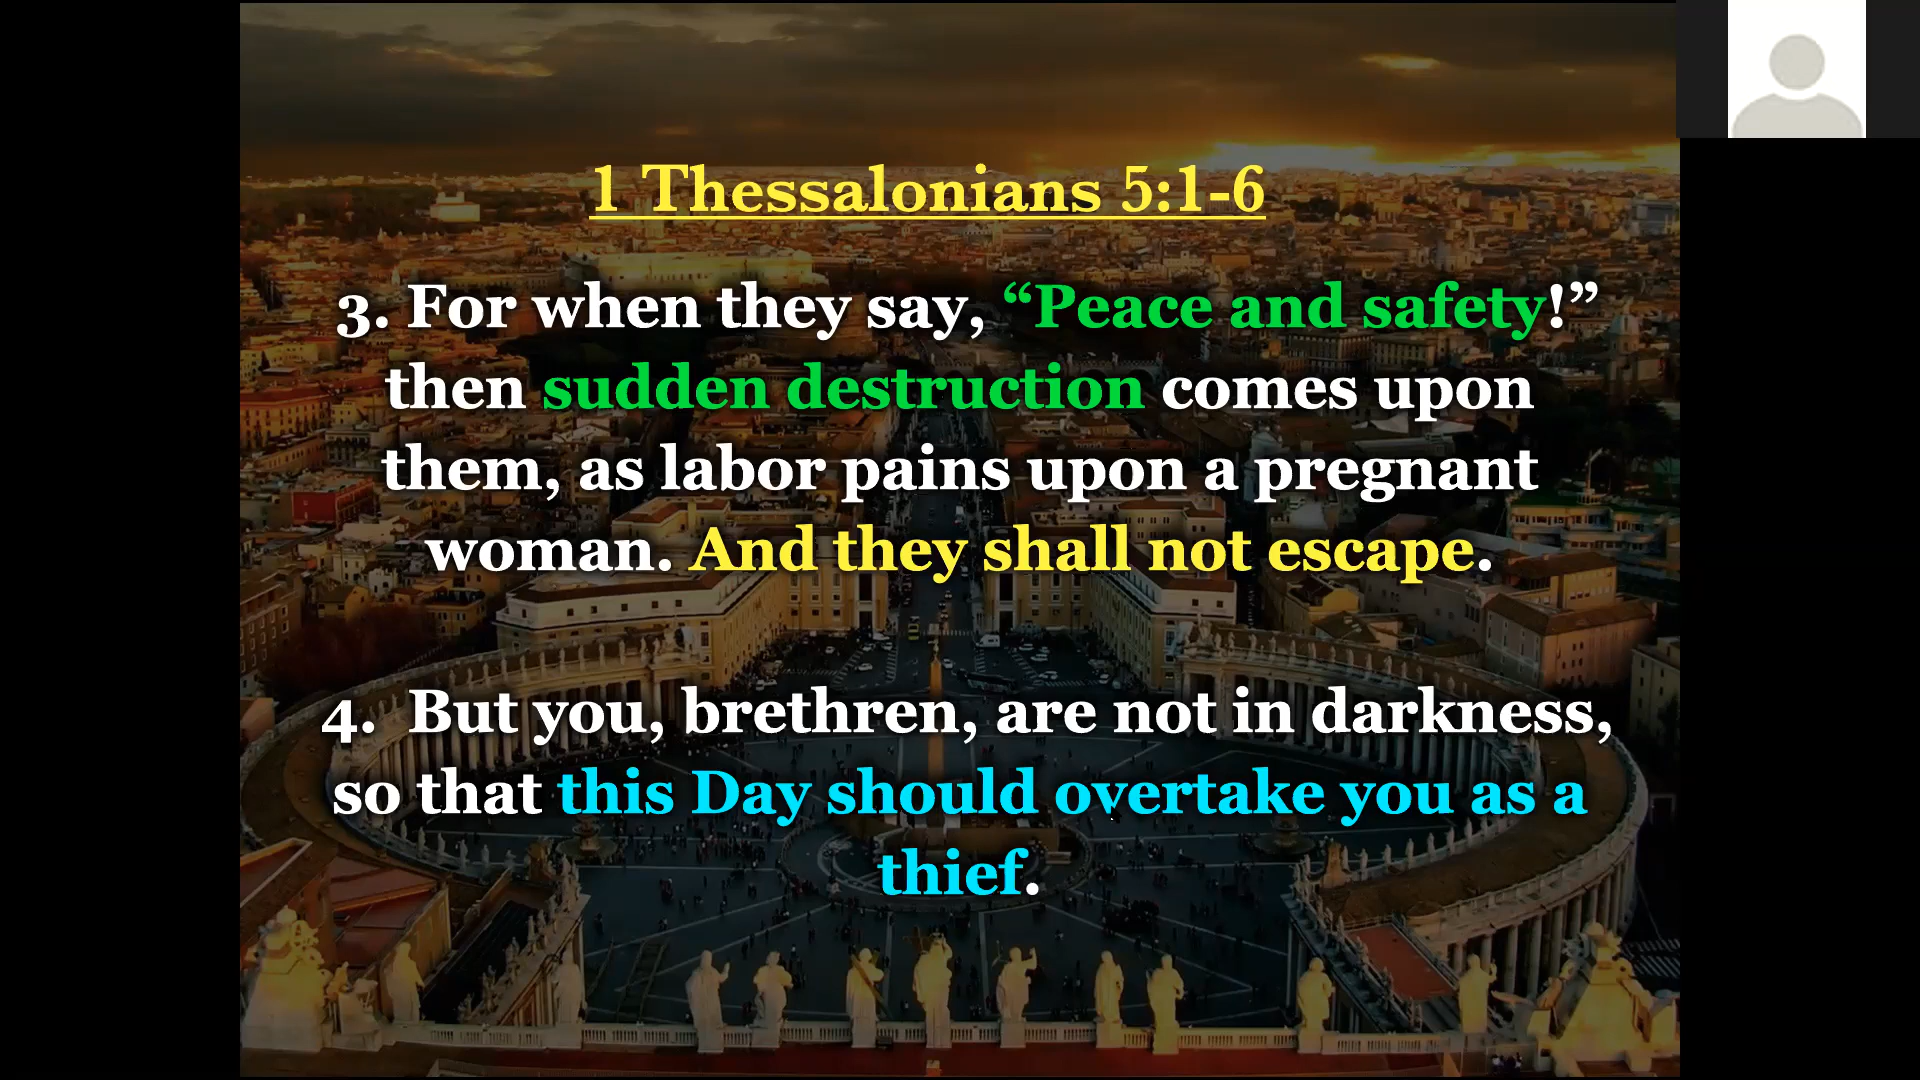 1 Thessalonians 5:1-6
3. For when they say, “Peace and safety!”
then sudden destruction comes upon
them, as labor pains upon a pregnant
woman. And they shall not escape.
4. But you, brethren, are not in darkness,
so that this Day should overtake you as a
thief.